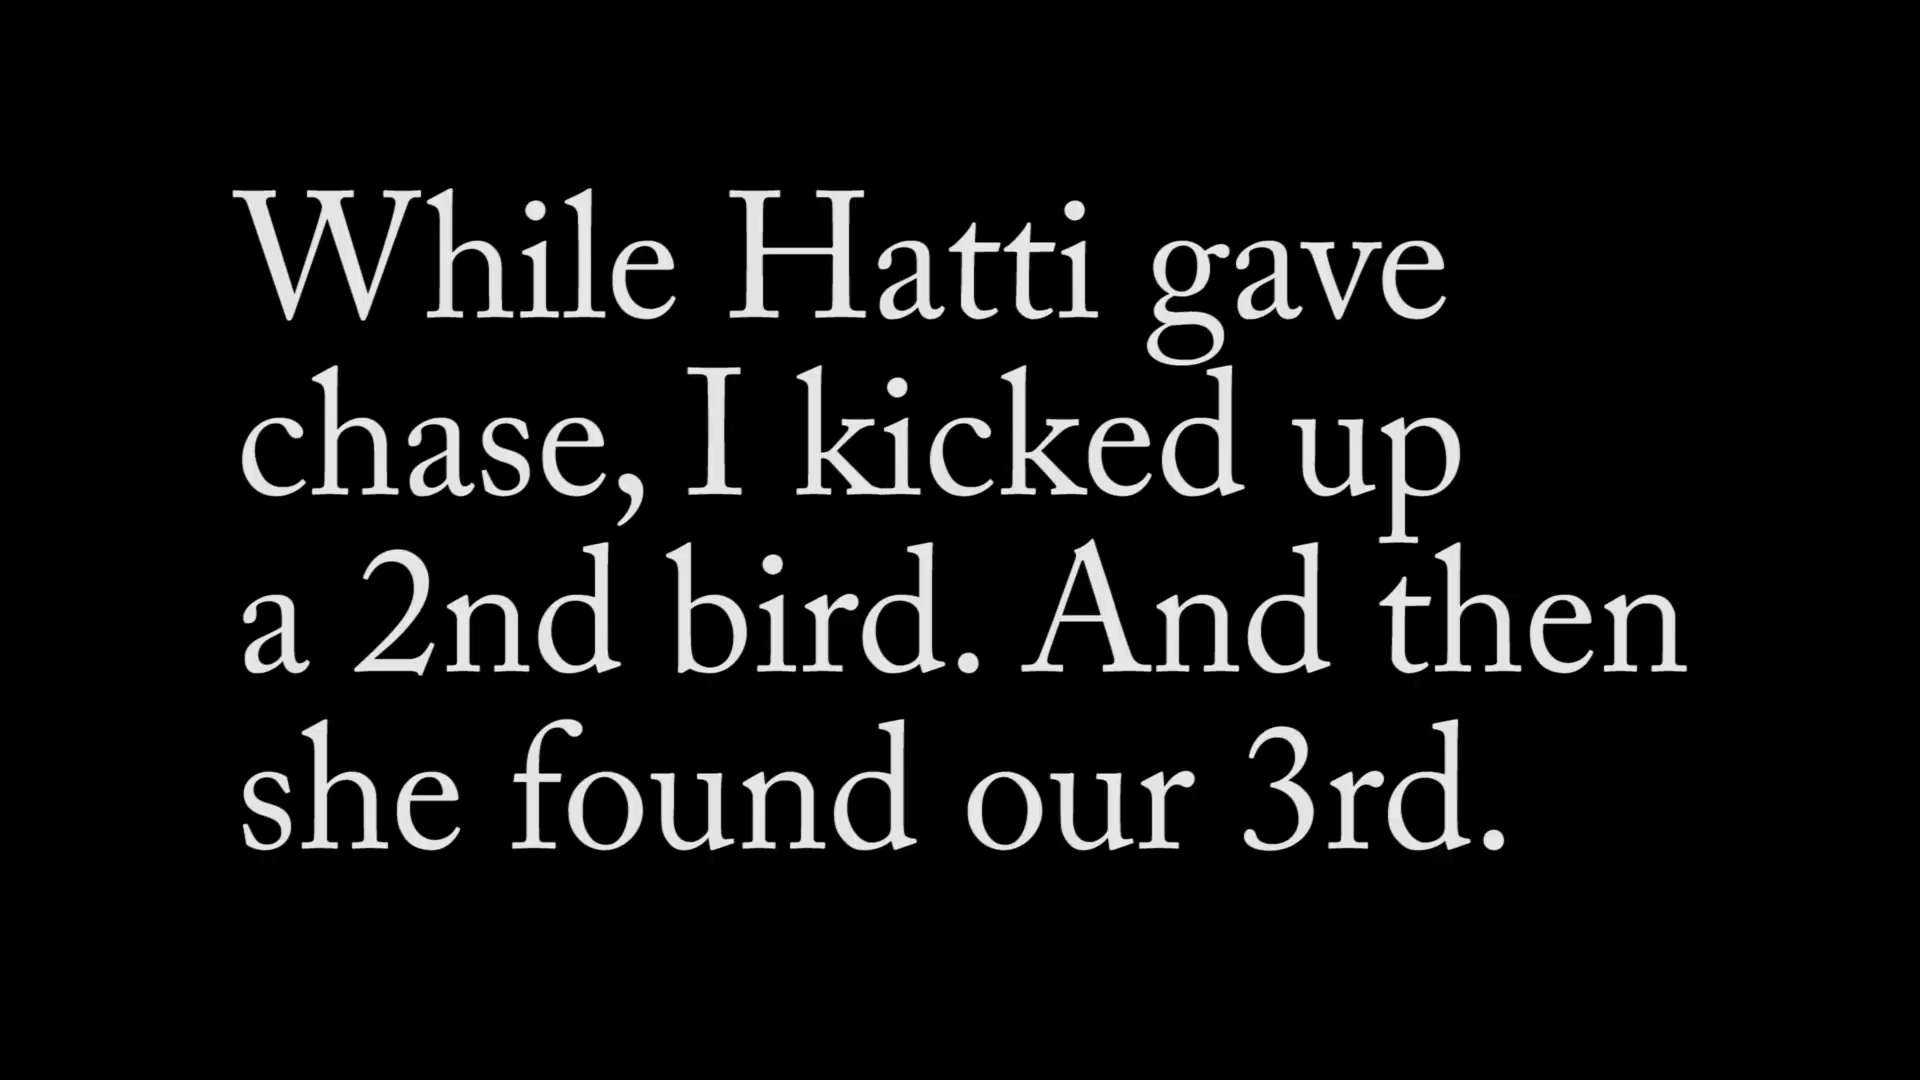 While Hatti gave
chase, I kicked up
a 2nd bird. And then
she found our 3rd.